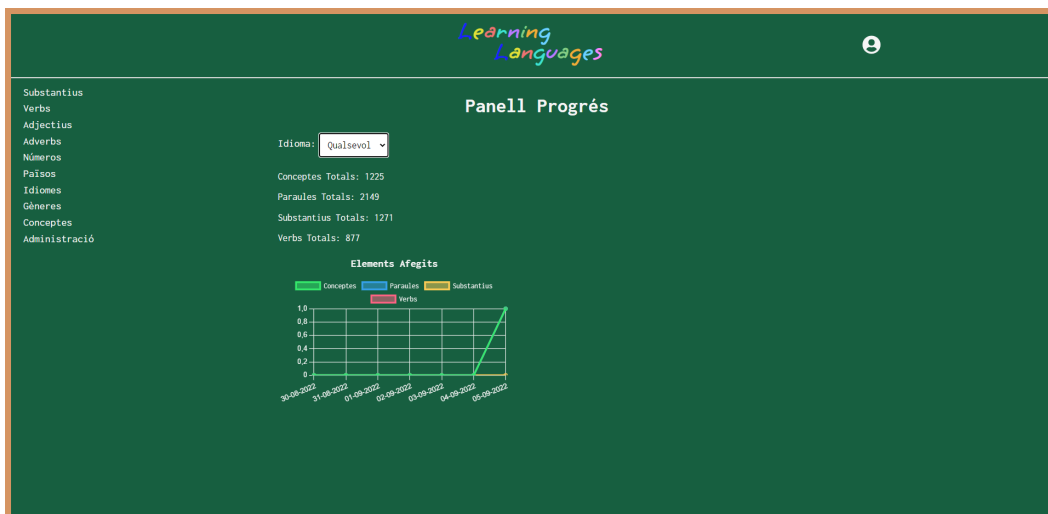 Learning
Languages
Substantius
Verbs
Adjectius
Adverbs
Números
Països
Idiomes
Gèneres
Conceptes
Administració
Panell Progrés
Idioma: Qualsevol
Conceptes Totals: 1225
Paraules Totals: 2149
Substantius Totals: 1271
Verbs Totals: 877
Elements Afegits
Conceptes Paraules Substantius
Verbs
1,0
0,8
0,6
0,4
0,2
0
30-08-2022 31-08-2022 01-09-2022 02-09-2022 03-09-2022 04-09-2022 05-09-2022